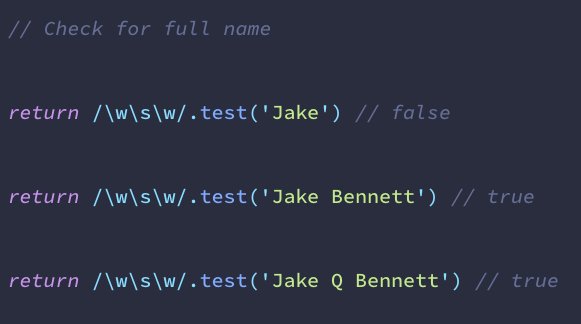 // Check for full name
return /\w\s\w/.test('Jake') // false
return /\w\s\w/.test('Jake Bennett') // true
return /\w\s\w/.test('Jake Q Bennett') // true